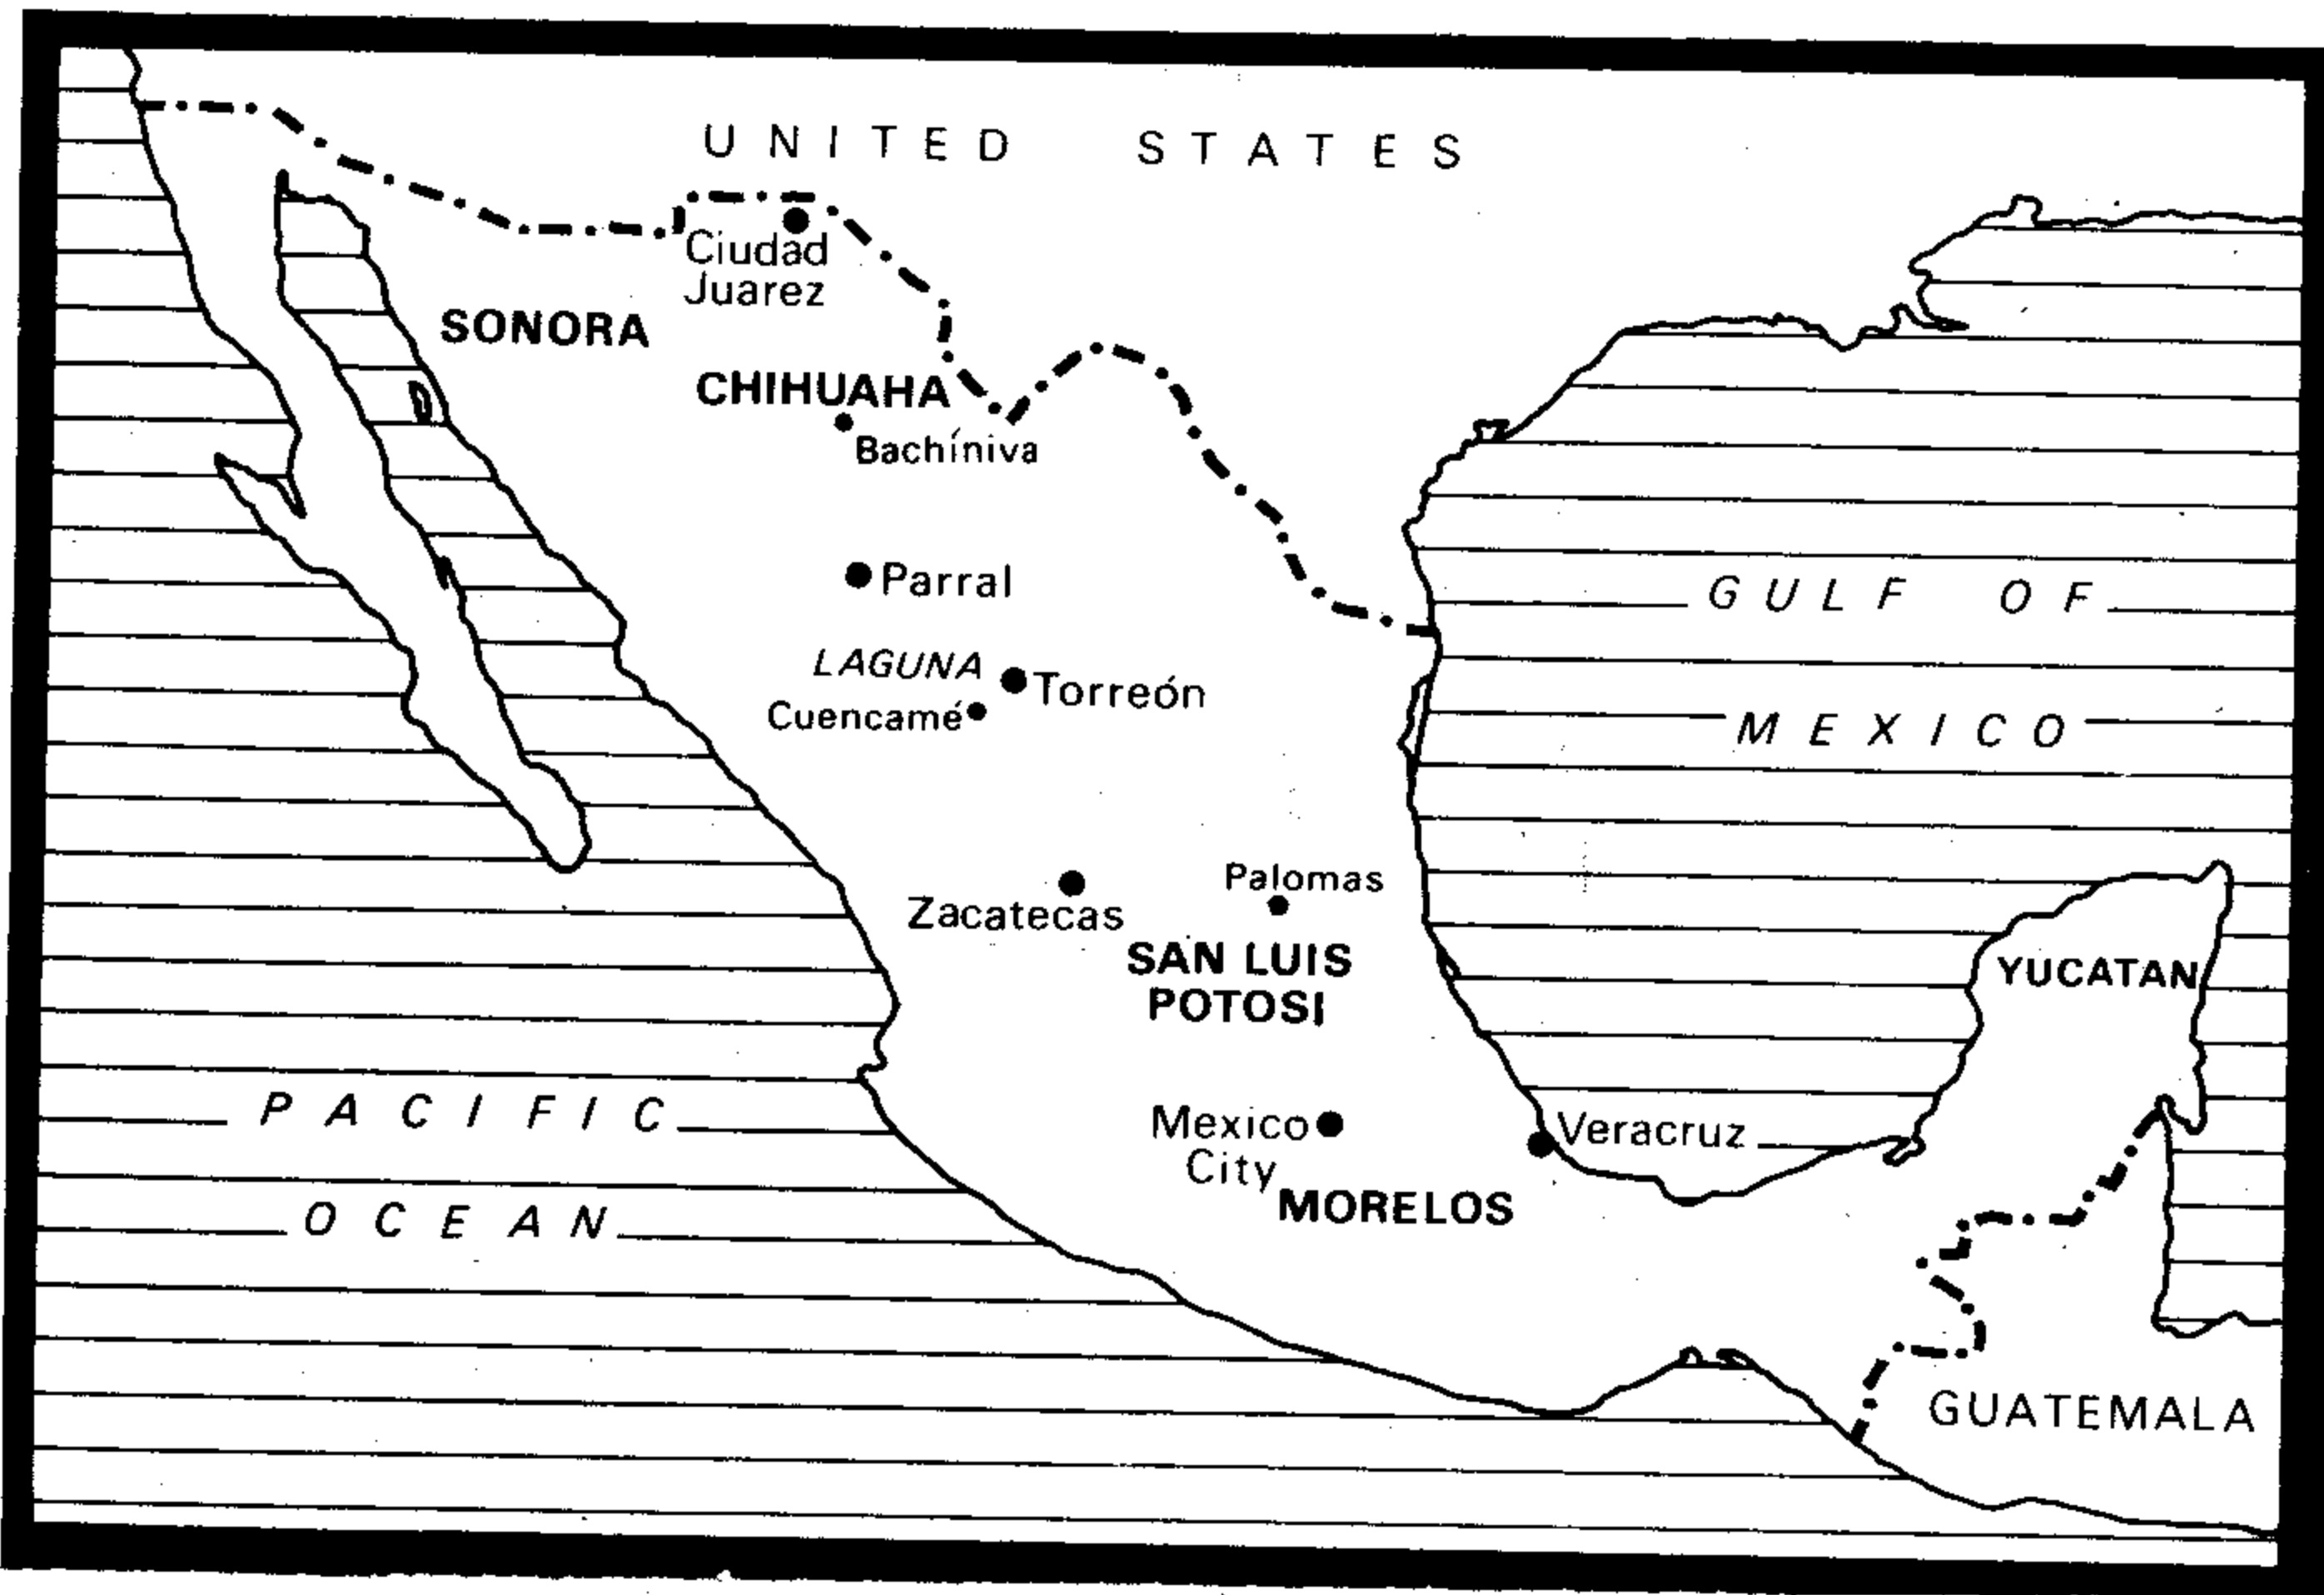 UNITED STATES
Ciudad
Juarez
SONORA
CHIHUAHA
Bachíniva
Parral
GULF OF
LAGUNA
Torreón
Cuencamé
MEXICO
Palomas
Zacatecas
SAN LUIS
POTOSI
YUCATAN
PACIFIC
Mexico
City
Veracruz
MORELOS
OCEAN
GUATEMALA